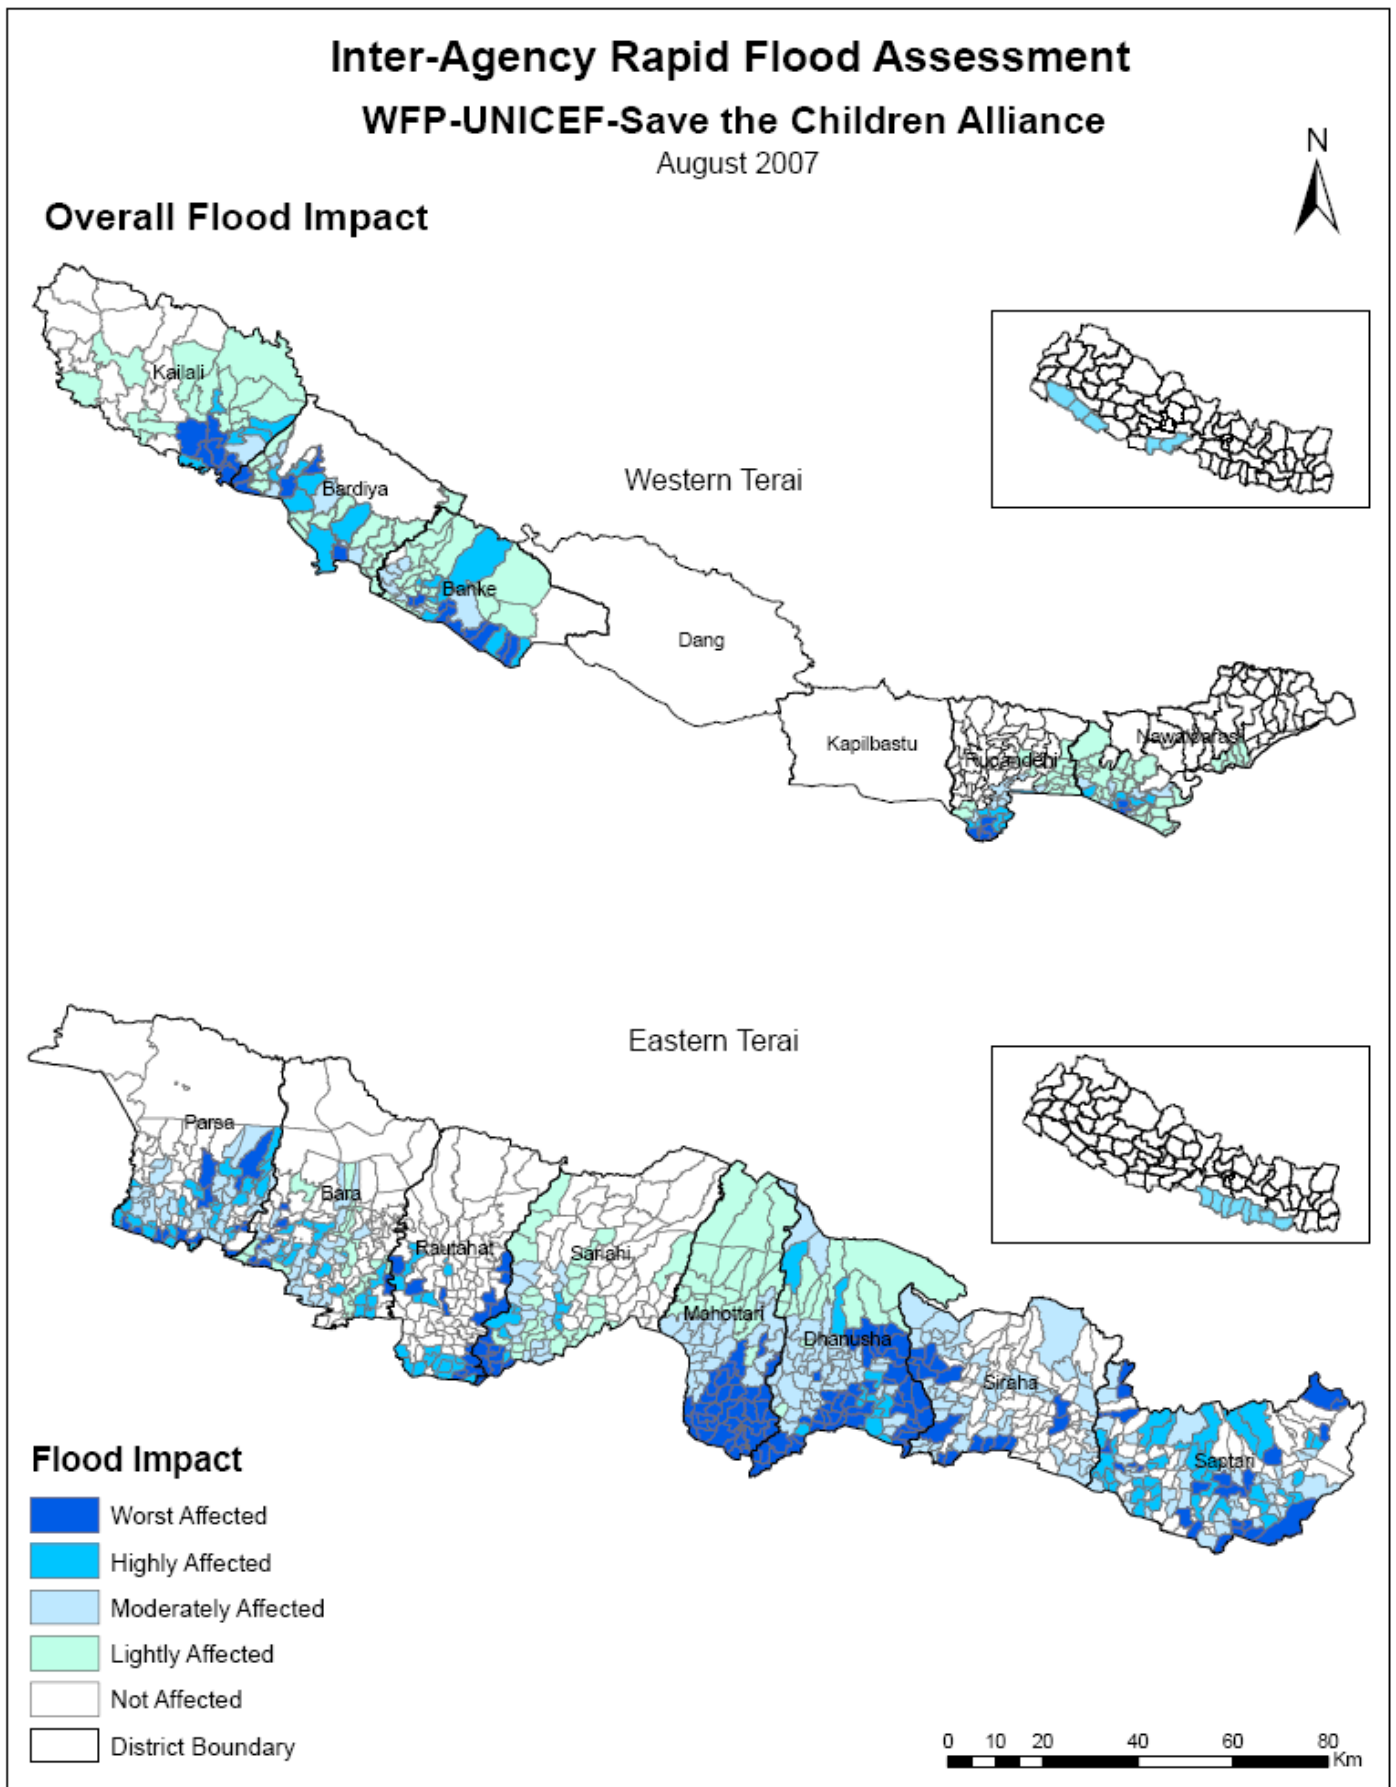 Inter-Agency Rapid Flood Assessment
WFP-UNICEF-Save the Children Alliance
August 2007
N
Overall Flood Impact
Kailali
Western Terai
Bardiya
Banke
Dang
Kapilbastu
Rupandehi
Nawalparasi
Eastern Terai
Parsa
Bara
Rautahat
Sarlahi
Mahottari
Dhanusha
Siraha
Saptari
Flood Impact
Worst Affected
Highly Affected
Moderately Affected
Lightly Affected
Not Affected
District Boundary
0 10 20 40 60 80
Km